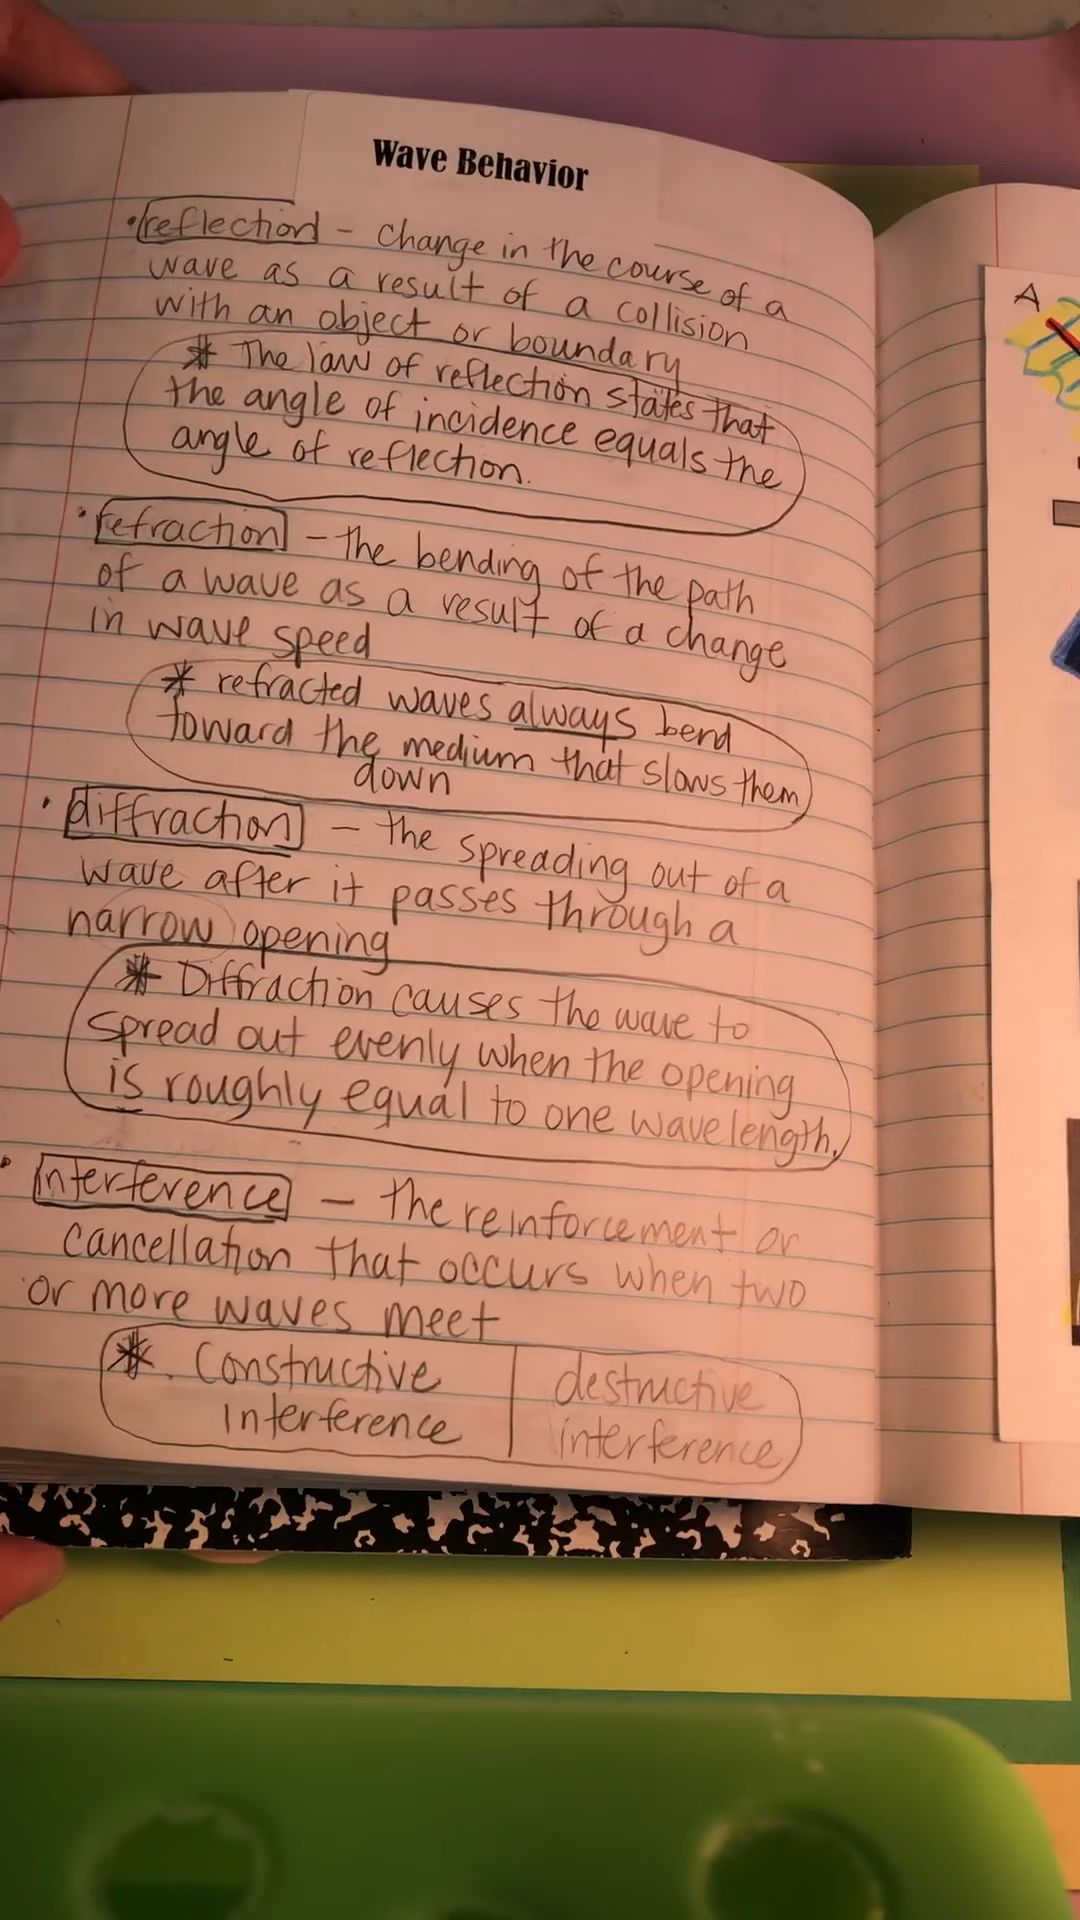 Wave Behavior
• reflection - change in the course of a
wave as a result of a collision
with an object or boundary
* The law of reflection states that
the angle of incidence equals the
angle of reflection.
• refraction - the bending of the path
of a wave as a result of a change
in wave speed
* refracted waves always bend
toward the medium that slows them
down
• diffraction - the spreading out of a
wave after it passes through a
narrow opening
* Diffraction causes the wave to
spread out evenly when the opening
is roughly equal to one wavelength.
• interference - the reinforcement or
cancellation that occurs when two
or more waves meet
* Constructive | destructive
interference | interference
A